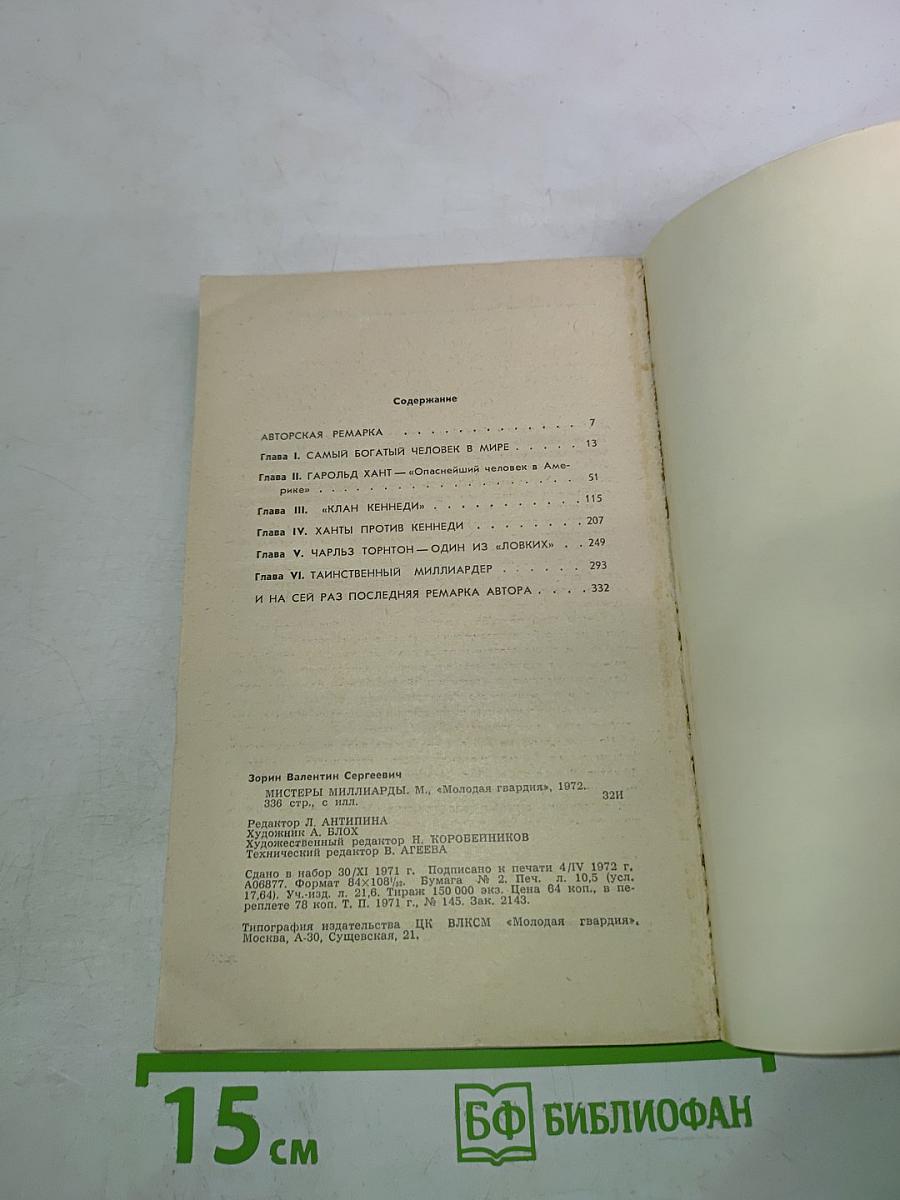 Содержание
АВТОРСКАЯ РЕМАРКА . . . . . . . . . . . . 7
Глава I. САМЫЙ БОГАТЫЙ ЧЕЛОВЕК В МИРЕ . . . . . 13
Глава II. ГАРОЛЬД ХАНТ — «Опаснейший человек в Аме-
рике» . . . . . . . . . . . . . . . . . . 51
Глава III. «КЛАН КЕННЕДИ» . . . . . . . . . . . 115
Глава IV. ХАНТЫ ПРОТИВ КЕННЕДИ . . . . . . . . 207
Глава V. ЧАРЛЬЗ ТОРНТОН — ОДИН ИЗ «ЛОВКИХ» . . 249
Глава VI. ТАИНСТВЕННЫЙ МИЛЛИАРДЕР . . . . . . 293
И НА СЕЙ РАЗ ПОСЛЕДНЯЯ РЕМАРКА АВТОРА . . . . 332
Зорин Валентин Сергеевич
МИСТЕРЫ МИЛЛИАРДЫ. М., «Молодая гвардия», 1972.
336 стр., с илл. 32И
Редактор Л. АНТИПИНА
Художник А. БЛОХ
Художественный редактор Н. КОРОБЕЙНИКОВ
Технический редактор В. АГЕЕВА
Сдано в набор 30/XI 1971 г. Подписано к печати 4/IV 1972 г.
А06877. Формат 84×108¹/₃₂. Бумага № 2. Печ. л. 10,5 (усл.
17,64). Уч.-изд. л. 21,6. Тираж 150 000 экз. Цена 64 коп., в пе-
реплете 78 коп. Т. П. 1971 г., № 145. Зак. 2143.
Типография издательства ЦК ВЛКСМ «Молодая гвардия».
Москва, А-30, Сущевская, 21.
15 см
БФ БИБЛИОФАН